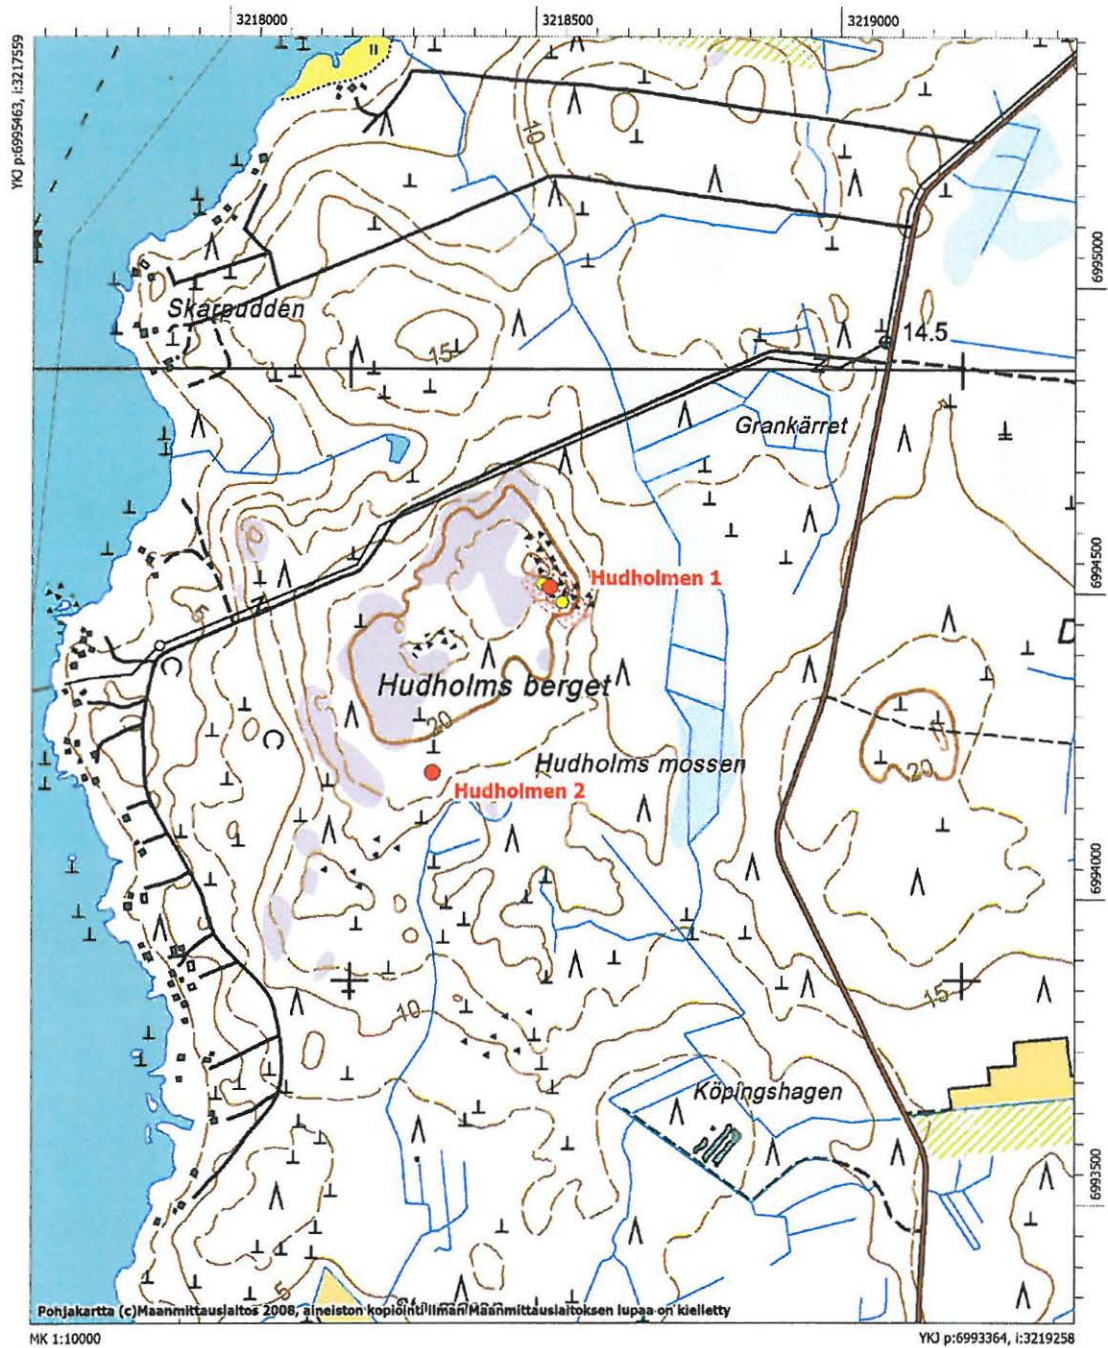 3218000
3218500
3219000
YKJ p:6995463, i:3217559
II
10
6995000
Skarpudden
14.5
15
Grankärret
6994500
Hudholmen 1
5
D
Hudholms berget
20
Hudholms mossen
20
Hudholmen 2
6994000
10
15
Köpingshagen
6993500
5
Pohjakartta (c)Maanmittauslaitos 2008, aineiston kopiointi ilman Maanmittauslaitoksen lupaa on kielletty
MK 1:10000
YKJ p:6993364, i:3219258